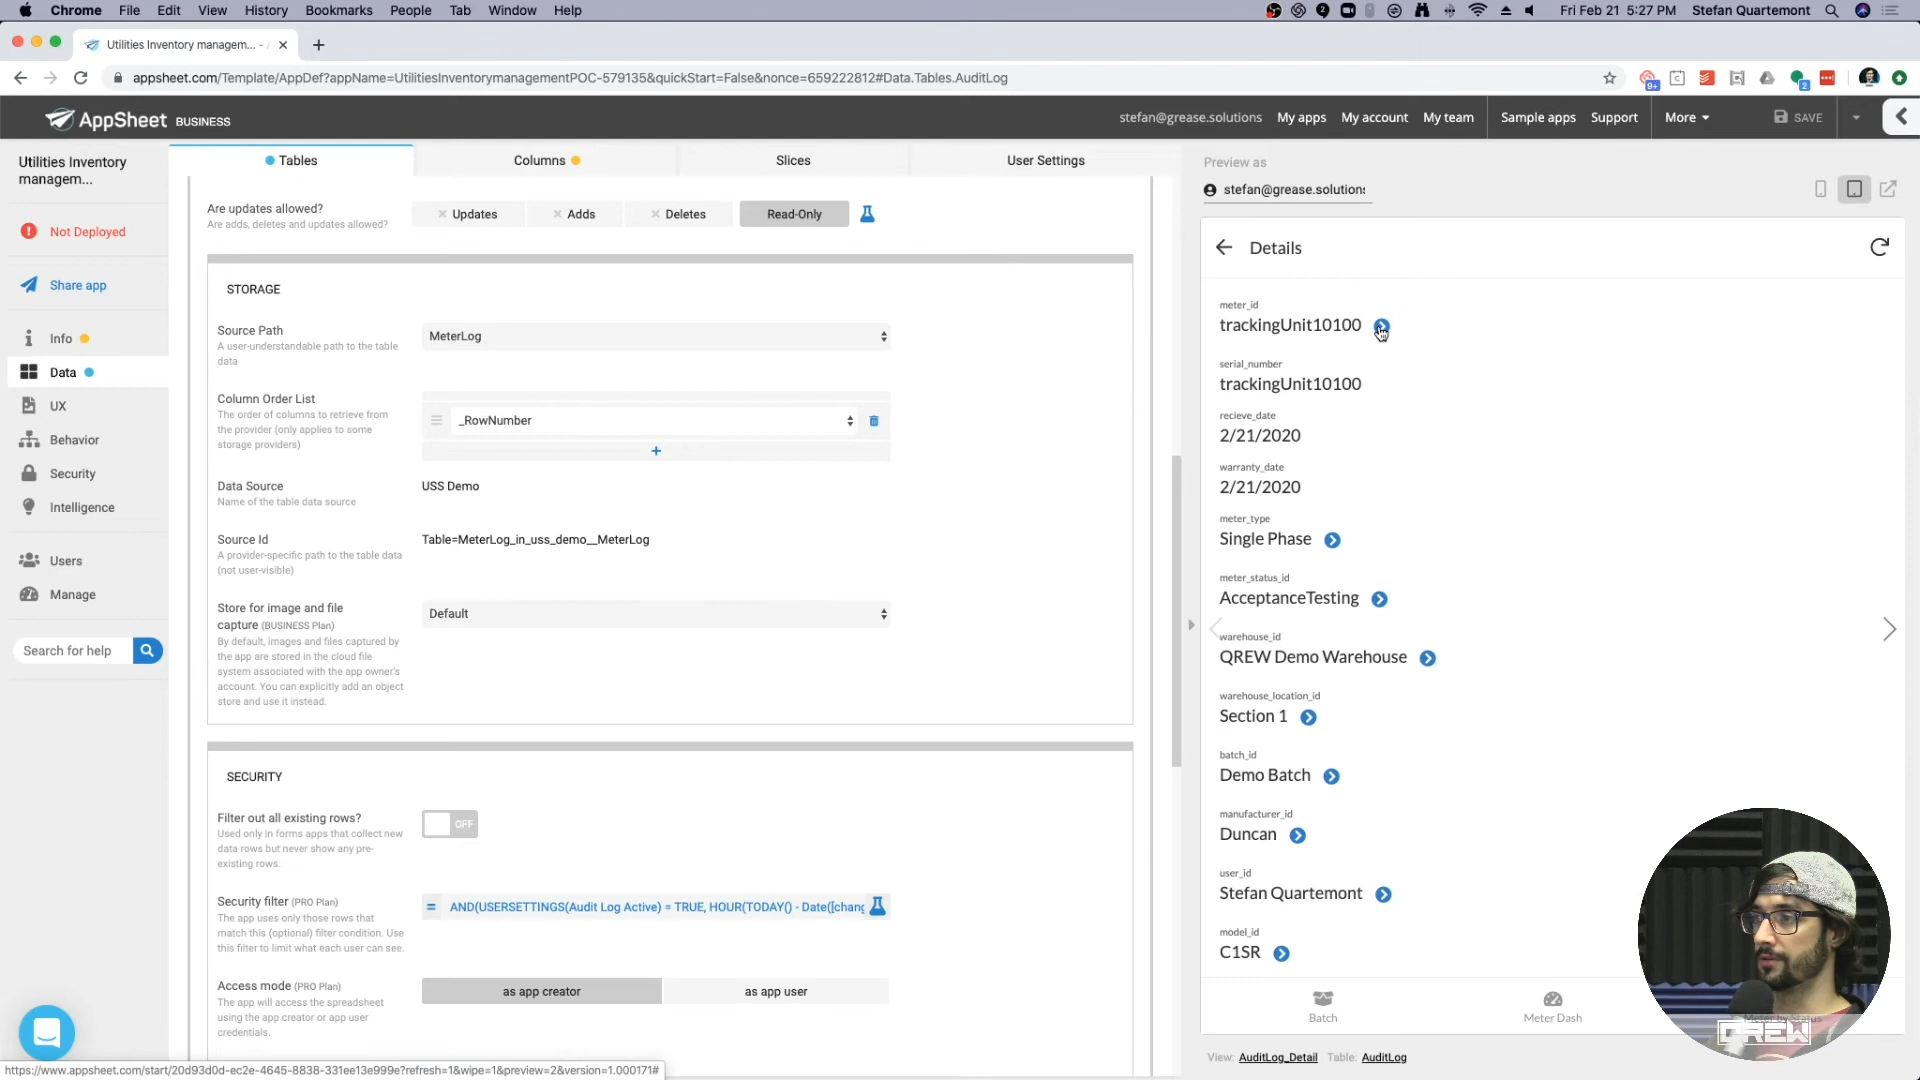 Chrome File Edit View History Bookmarks People Tab Window Help
Fri Feb 21 5:27 PM Stefan Quartemont
Utilities Inventory managem... -
appsheet.com/Template/AppDef?appName=UtilitiesInventorymanagementPOC-579135&quickStart=False&nonce=659222812#Data.Tables.AuditLog
AppSheet BUSINESS
stefan@grease.solutions My apps My account My team Sample apps Support More SAVE
Utilities Inventory
managem...
Not Deployed
Share app
Info
Data
UX
Behavior
Security
Intelligence
Users
Manage
Search for help
Tables Columns Slices User Settings
Are updates allowed?
Are adds, deletes and updates allowed?
Updates Adds Deletes Read-Only
STORAGE
Source Path
A user-understandable path to the table
data
MeterLog
Column Order List
The order of columns to retrieve from
the provider (only applies to some
storage providers)
_RowNumber
+
Data Source
Name of the table data source
USS Demo
Source Id
A provider-specific path to the table data
(not user-visible)
Table=MeterLog_in_uss_demo__MeterLog
Store for image and file
capture (BUSINESS Plan)
By default, images and files captured by
the app are stored in the cloud file
system associated with the app owner's
account. You can explicitly add an object
store and use it instead.
Default
SECURITY
Filter out all existing rows?
Used only in forms apps that collect new
data rows but never show any pre-
existing rows.
OFF
Security filter (PRO Plan)
The app uses only those rows that
match this (optional) filter condition. Use
this filter to limit what each user can see.
= AND(USERSETTINGS(Audit Log Active) = TRUE, HOUR(TODAY() - Date([chang
Access mode (PRO Plan)
The app will access the spreadsheet
using the app creator or app user
credentials.
as app creator as app user
https://www.appsheet.com/start/20d93d0d-ec2e-4645-8838-331ee13e999e?refresh=1&wipe=1&preview=2&version=1.000171#
Preview as
stefan@grease.solutions
Details
meter_id
trackingUnit10100
serial_number
trackingUnit10100
recieve_date
2/21/2020
warranty_date
2/21/2020
meter_type
Single Phase
meter_status_id
AcceptanceTesting
warehouse_id
QREW Demo Warehouse
warehouse_location_id
Section 1
batch_id
Demo Batch
manufacturer_id
Duncan
user_id
Stefan Quartemont
model_id
C1SR
Batch Meter Dash Meter by Status
QREW
View: AuditLog_Detail Table: AuditLog